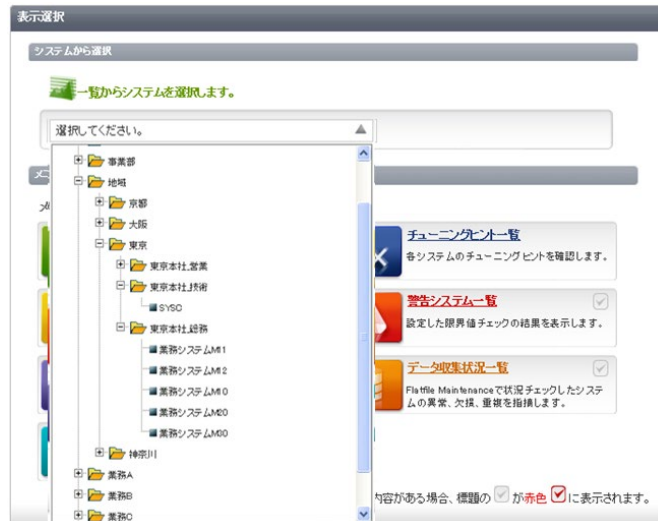 表示選択
システムから選択
一覧からシステムを選択します。
選択してください。
事業部
地域
京都
大阪
東京
東京本社_営業
東京本社_技術
SYSC
東京本社_総務
業務システムM11
業務システムM12
業務システムM10
業務システムM20
業務システムM30
神奈川
業務A
業務B
業務C
チューニングヒント一覧
各システムのチューニングヒントを確認します。
警告システム一覧
設定した限界値チェックの結果を表示します。
データ収集状況一覧
Flatfile Maintenanceで状況チェックしたシステ
ムの異常、欠損、重複を指摘します。
内容がある場合、標題の が赤色 に表示されます。